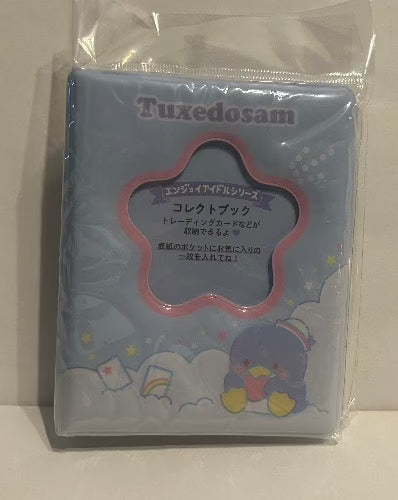 Tuxedosam
エンジョイアイドルシリーズ
コレクトブック
トレーディングカードなどが
収納できるよ♥
表紙のポケットにお気に入りの
一枚を入れてね!